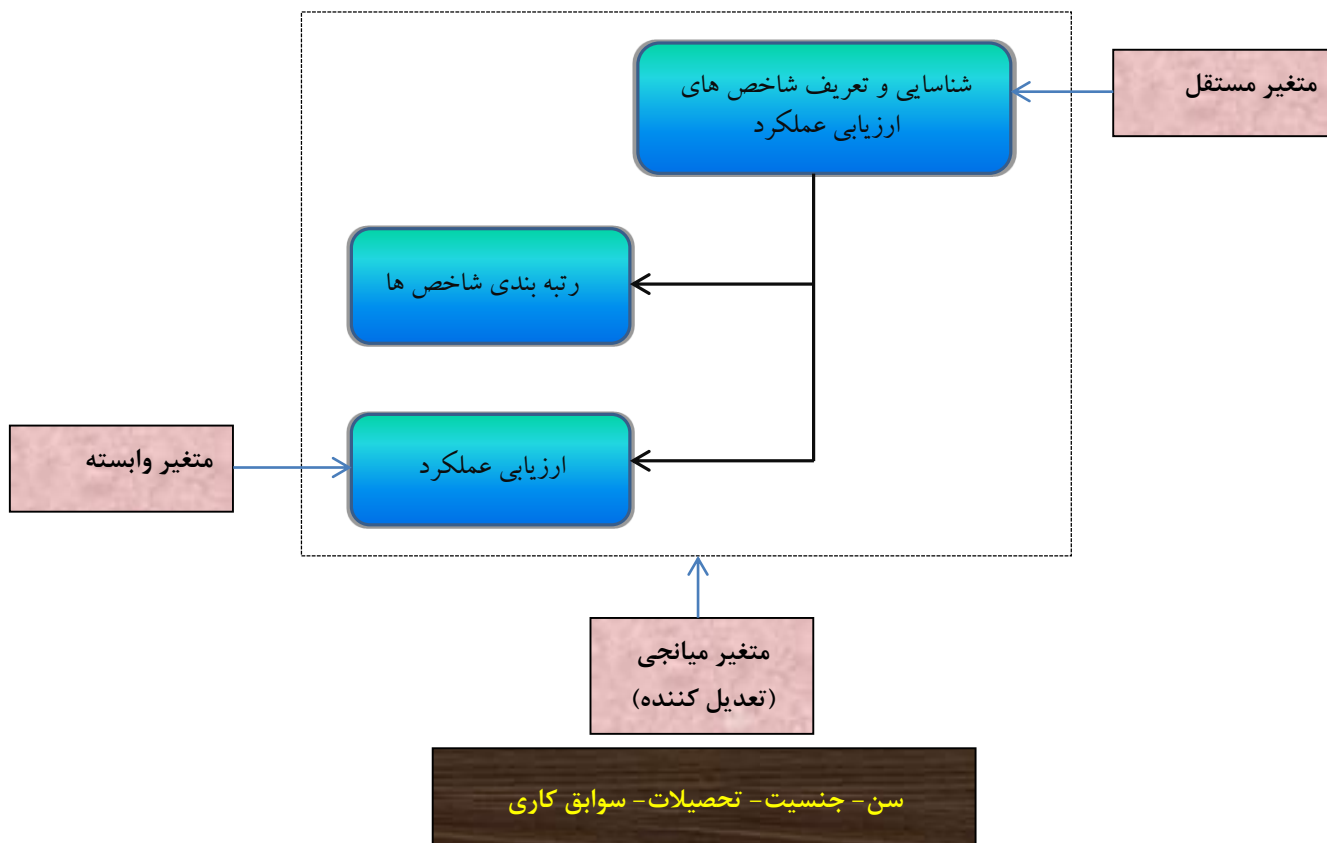 متغیر مستقل
شناسایی و تعریف شاخص های
ارزیابی عملکرد
رتبه بندی شاخص ها
ارزیابی عملکرد
متغیر وابسته
متغیر میانجی
(تعدیل کننده)
سن- جنسیت- تحصیلات- سوابق کاری